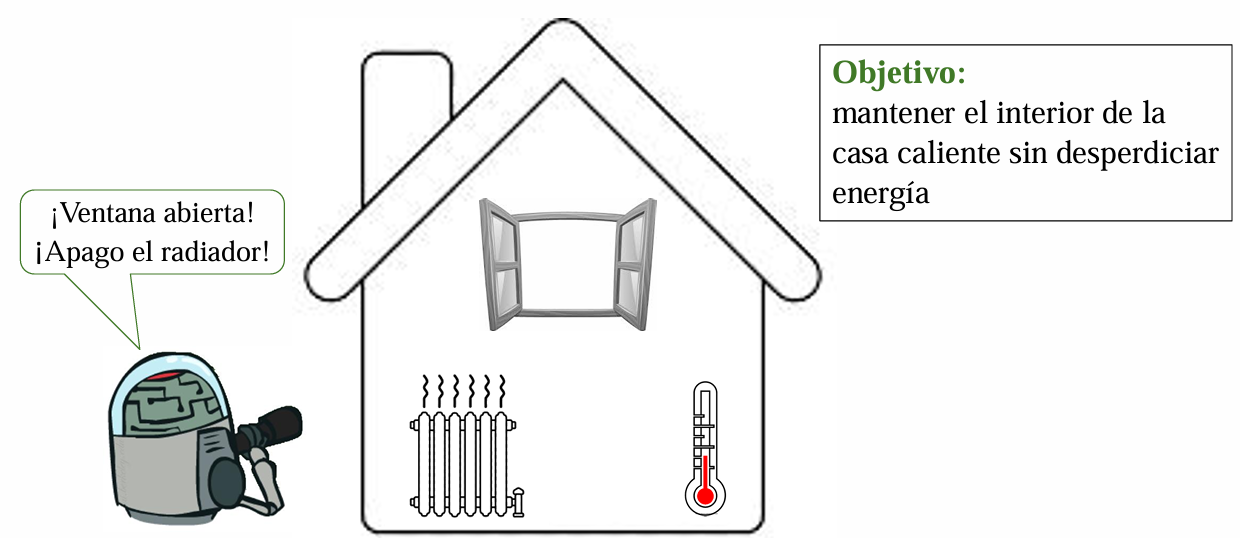 Objetivo:
mantener el interior de la
casa caliente sin desperdiciar
energía
¡Ventana abierta!
¡Apago el radiador!